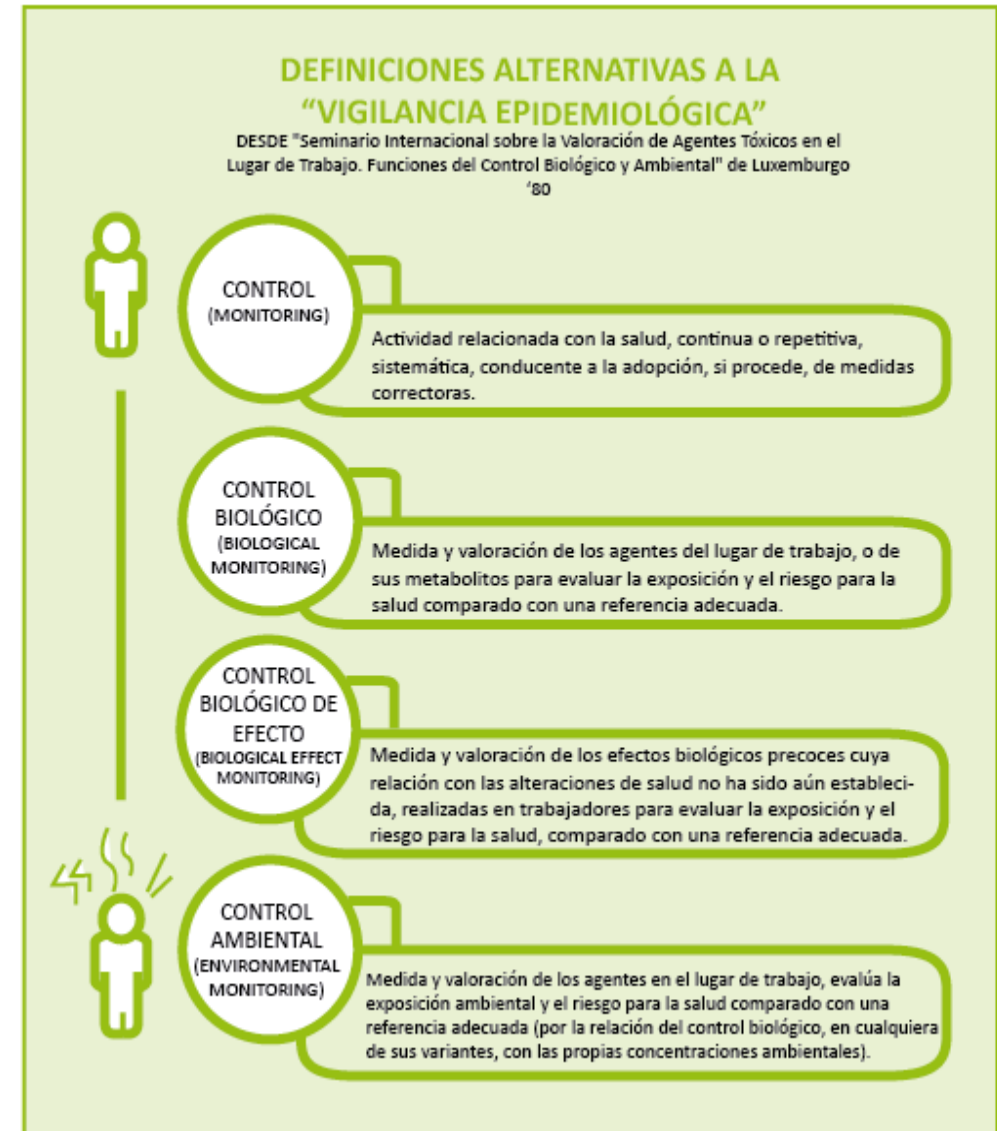 DEFINICIONES ALTERNATIVAS A LA
“VIGILANCIA EPIDEMIOLÓGICA”
DESDE "Seminario Internacional sobre la Valoración de Agentes Tóxicos en el
Lugar de Trabajo. Funciones del Control Biológico y Ambiental" de Luxemburgo
‘80
CONTROL
(MONITORING)
Actividad relacionada con la salud, continua o repetitiva,
sistemática, conducente a la adopción, si procede, de medidas
correctoras.
CONTROL
BIOLÓGICO
(BIOLOGICAL
MONITORING)
Medida y valoración de los agentes del lugar de trabajo, o de
sus metabolitos para evaluar la exposición y el riesgo para la
salud comparado con una referencia adecuada.
CONTROL
BIOLÓGICO DE
EFECTO
(BIOLOGICAL EFFECT
MONITORING)
Medida y valoración de los efectos biológicos precoces cuya
relación con las alteraciones de salud no ha sido aún estableci-
da, realizadas en trabajadores para evaluar la exposición y el
riesgo para la salud, comparado con una referencia adecuada.
CONTROL
AMBIENTAL
(ENVIRONMENTAL
MONITORING)
Medida y valoración de los agentes en el lugar de trabajo, evalúa la
exposición ambiental y el riesgo para la salud comparado con una
referencia adecuada (por la relación del control biológico, en cualquiera
de sus variantes, con las propias concentraciones ambientales).